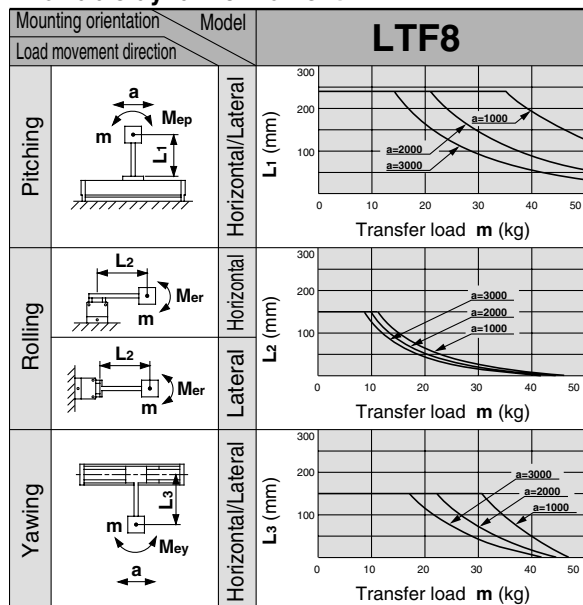 Mounting orientation
Model
Load movement direction
LTF8
Pitching
a
Mep
m
L1
Horizontal/Lateral
L1 (mm)
300
200
100
a=1000
a=2000
a=3000
0 10 20 30 40 50
Transfer load m (kg)
Rolling
L2
Mer
m
Horizontal
L2
Mer
m
Lateral
L2 (mm)
300
200
100
a=3000
a=2000
a=1000
0 10 20 30 40 50
Transfer load m (kg)
Yawing
L3
m
Mey
a
Horizontal/Lateral
L3 (mm)
300
200
100
a=3000
a=2000
a=1000
0 10 20 30 40 50
Transfer load m (kg)